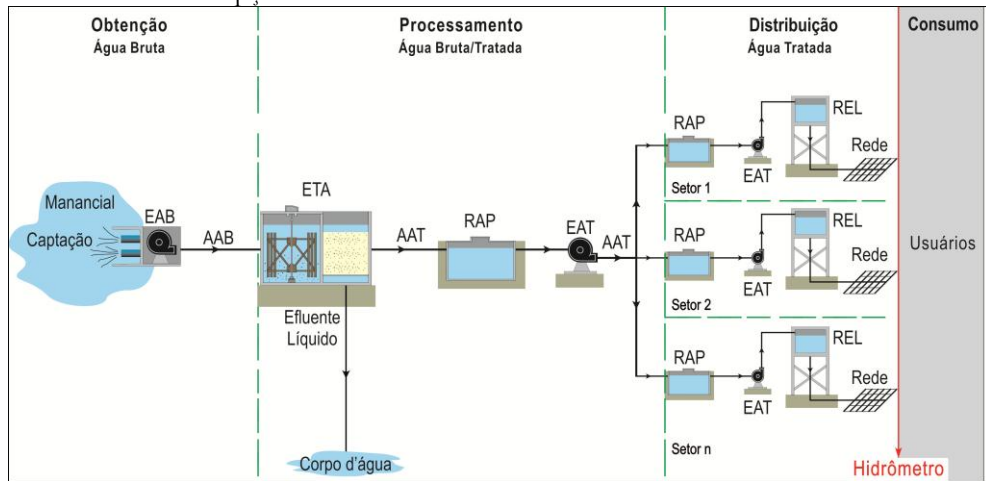 Obtenção
Água Bruta
Processamento
Água Bruta/Tratada
Distribuição
Água Tratada
Consumo
Manancial
Captação
EAB
AAB
ETA
Efluente
Líquido
Corpo d'água
AAT
RAP
EAT
AAT
RAP
EAT
REL
Rede
Setor 1
RAP
EAT
REL
Rede
Setor 2
RAP
EAT
REL
Rede
Setor n
Usuários
Hidrômetro